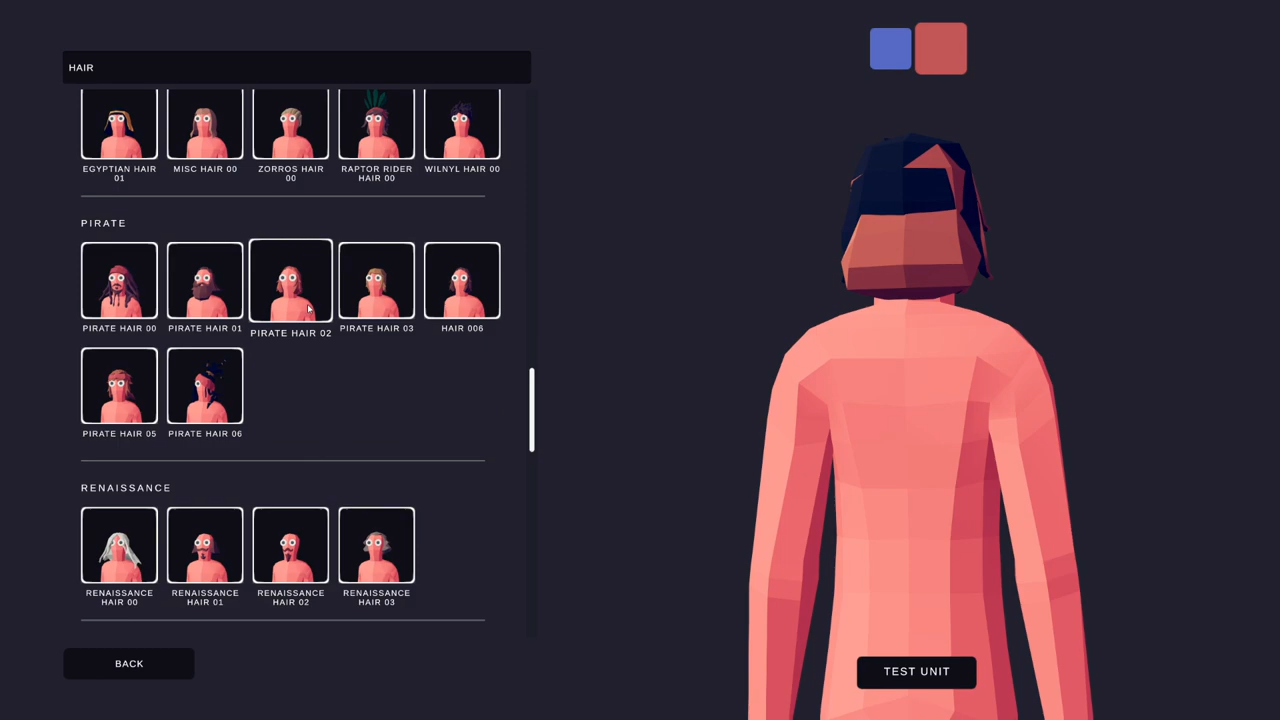 HAIR
EGYPTIAN HAIR
01
MISC HAIR 00
ZORROS HAIR
00
RAPTOR RIDER
HAIR 00
WILNYL HAIR 00
PIRATE
PIRATE HAIR 00
PIRATE HAIR 01
PIRATE HAIR 02
PIRATE HAIR 03
HAIR 006
PIRATE HAIR 05
PIRATE HAIR 06
RENAISSANCE
RENAISSANCE
HAIR 00
RENAISSANCE
HAIR 01
RENAISSANCE
HAIR 02
RENAISSANCE
HAIR 03
BACK
TEST UNIT